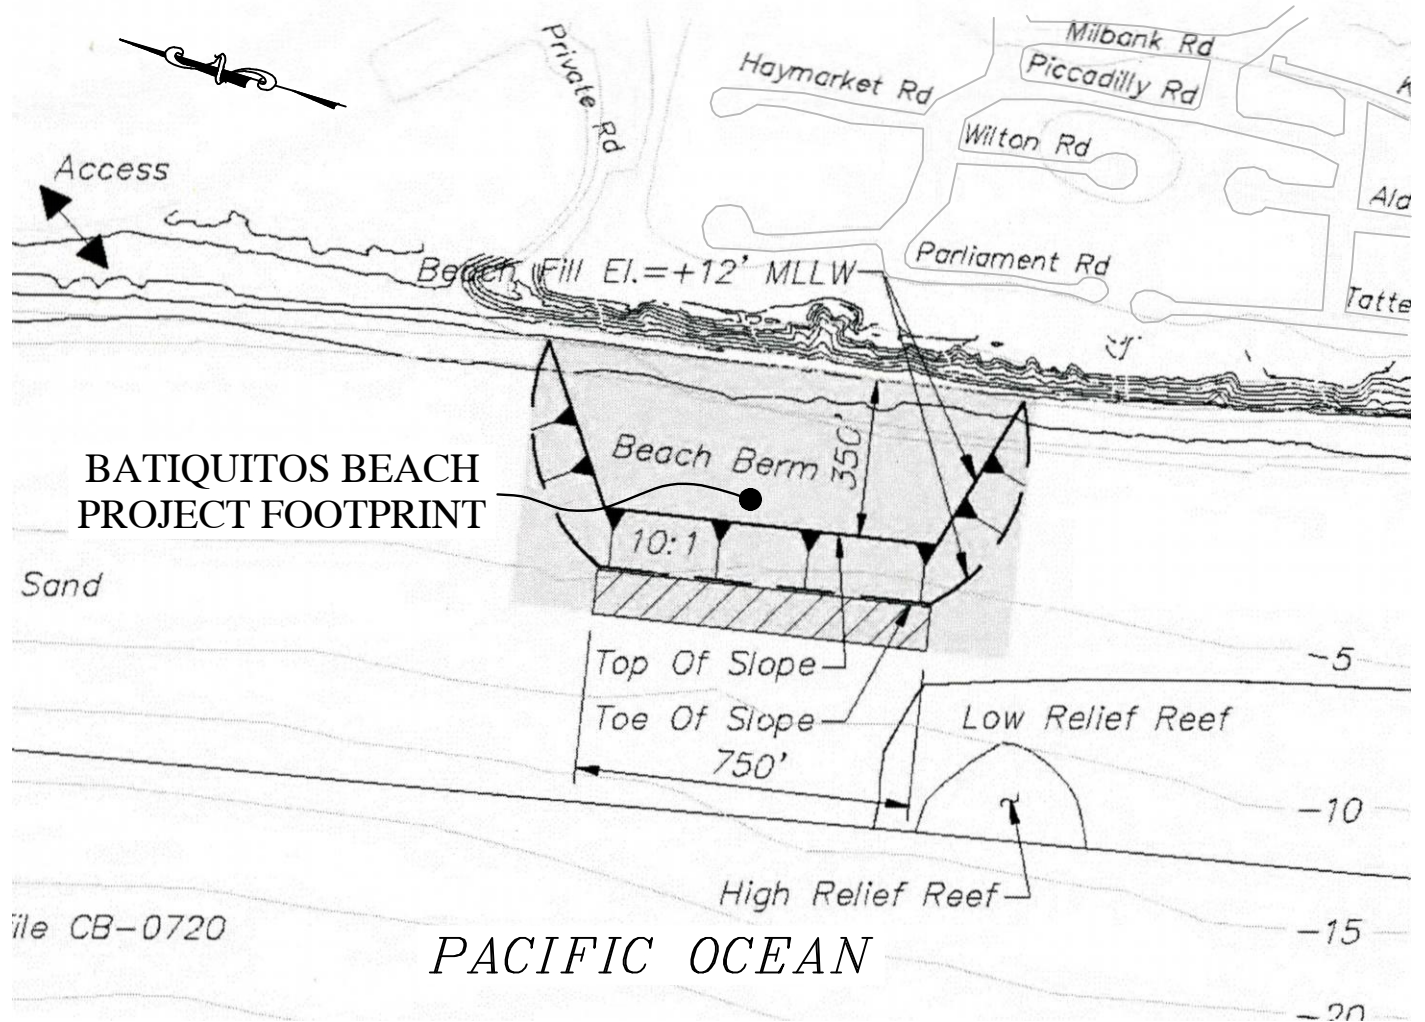 Milbank Rd
Piccadilly Rd
Haymarket Rd
Private Rd
Wilton Rd
Access
Parliament Rd
Beach Fill El.=+12' MLLW
Beach Berm
350'
BATIQUITOS BEACH
PROJECT FOOTPRINT
10:1
Sand
Top Of Slope
-5
Toe Of Slope
Low Relief Reef
750'
-10
High Relief Reef
CB-0720
-15
PACIFIC OCEAN
-20